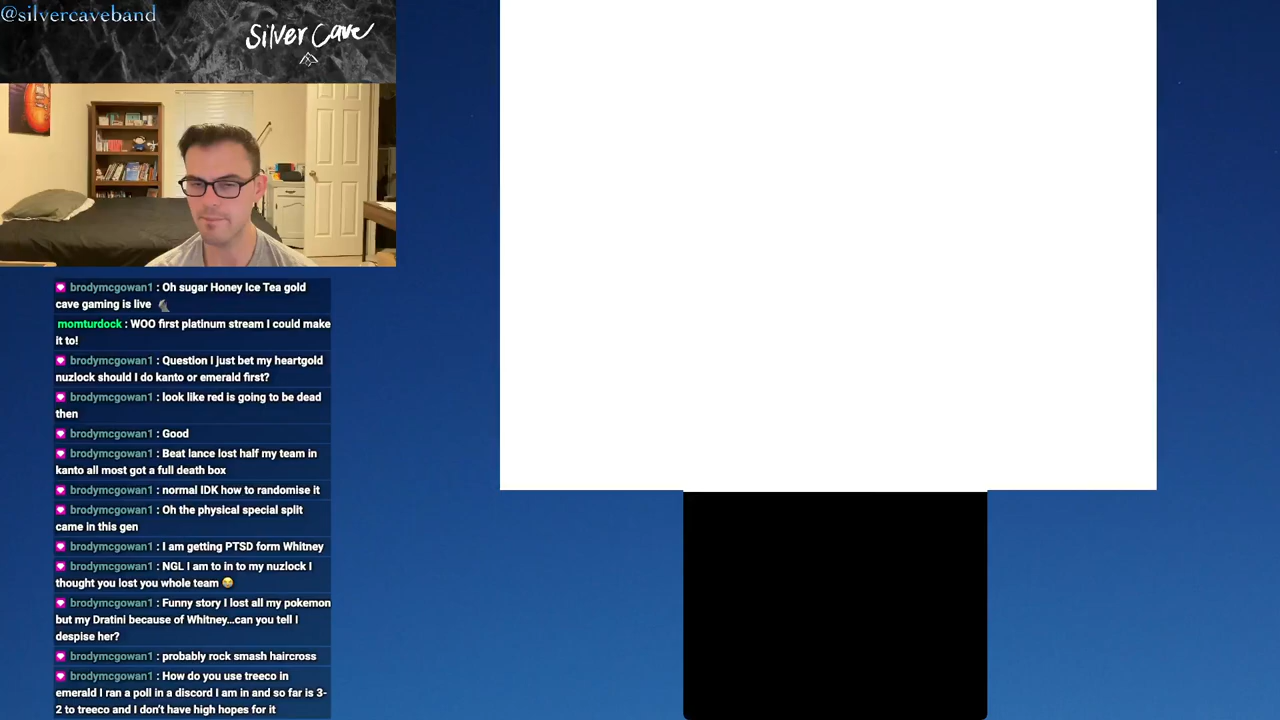 @silvercaveband
Silver Cave
brodymcgowan1 : Oh sugar Honey Ice Tea gold
cave gaming is live
momturdock : WOO first platinum stream I could make
it to!
brodymcgowan1 : Question I just bet my heartgold
nuzlock should I do kanto or emerald first?
brodymcgowan1 : look like red is going to be dead
then
brodymcgowan1 : Good
brodymcgowan1 : Beat lance lost half my team in
kanto all most got a full death box
brodymcgowan1 : normal IDK how to randomise it
brodymcgowan1 : Oh the physical special split
came in this gen
brodymcgowan1 : I am getting PTSD form Whitney
brodymcgowan1 : NGL I am to in to my nuzlock I
thought you lost you whole team 😂
brodymcgowan1 : Funny story I lost all my pokemon
but my Dratini because of Whitney…can you tell I
despise her?
brodymcgowan1 : probably rock smash haircross
brodymcgowan1 : How do you use treeco in
emerald I ran a poll in a discord I am in and so far is 3-
2 to treeco and I don't have high hopes for it